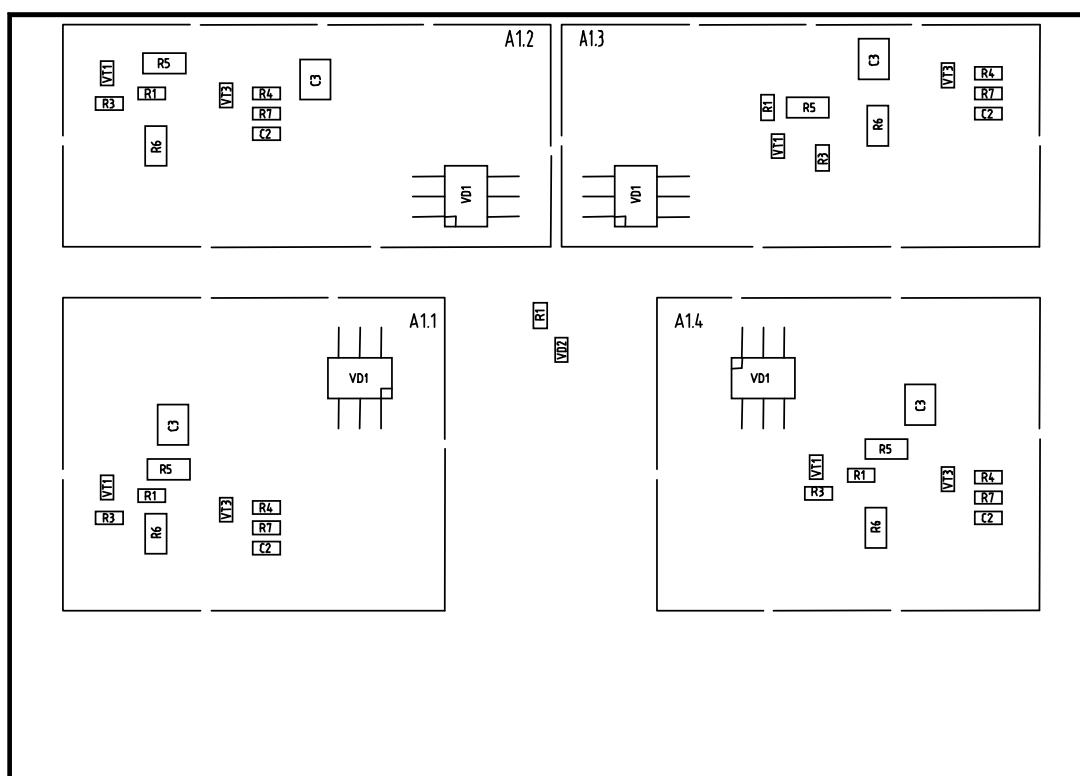 A1.2
VT1
R5
R3
R1
VT3
R4
R7
C2
C3
R6
VD1
A1.3
C3
VT3
R4
R7
C2
R1
R5
R6
VT1
R3
VD1
A1.1
VD1
C3
R5
VT1
R1
R3
R6
VT3
R4
R7
C2
R1
VD2
A1.4
VD1
C3
R5
VT1
R1
R3
VT3
R4
R7
C2
R6